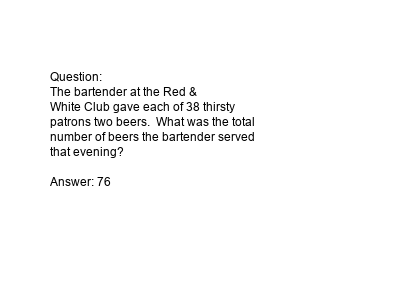 Question:
The bartender at the Red &
White Club gave each of 38 thirsty
patrons two beers.  What was the total
number of beers the bartender served
that evening?

Answer: 76